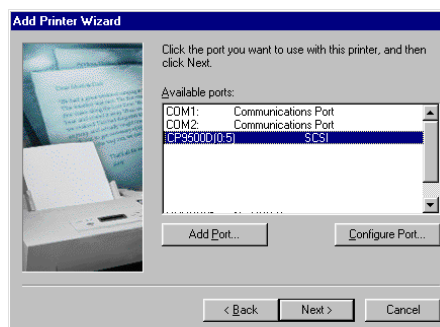 Add Printer Wizard
Click the port you want to use with this printer, and then
click Next.
Available ports:
COM1: Communications Port
COM2: Communications Port
CP9500D(0:5) SCSI
Add Port...
Configure Port...
< Back
Next >
Cancel